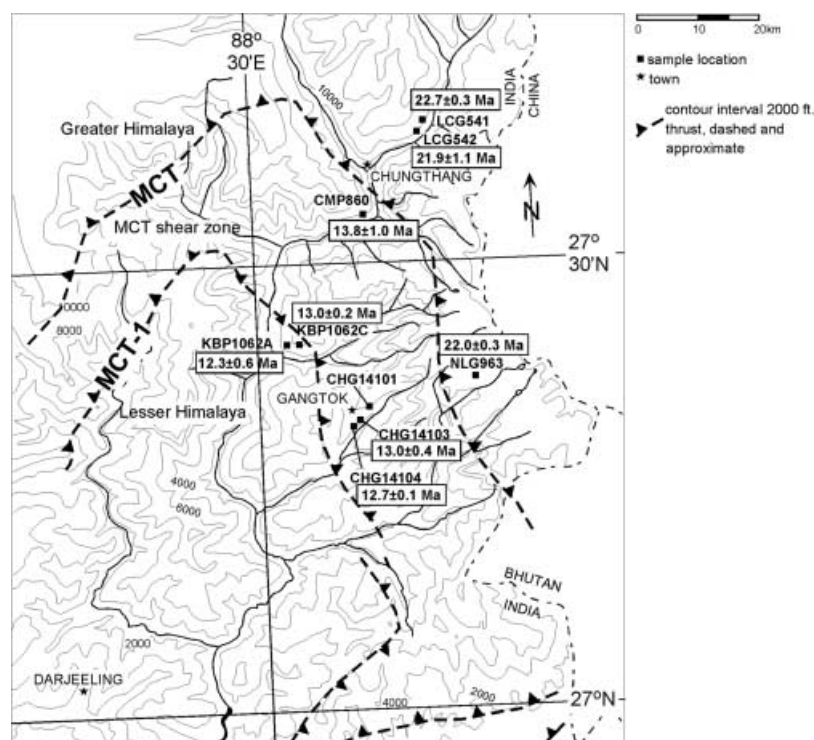 88º
30'E
0
10
20km
sample location
town
contour interval 2000 ft.
thrust, dashed and
approximate
INDIA
CHINA
10000
22.7±0.3 Ma
LCG541
LCG542
21.9±1.1 Ma
CHUNGTHANG
Greater Himalaya
MCT
CMP860
N
MCT shear zone
13.8±1.0 Ma
27º
30'N
10000
8000
13.0±0.2 Ma
KBP1062A
KBP1062C
12.3±0.6 Ma
22.0±0.3 Ma
NLG963
MCT-1
CHG14101
Lesser Himalaya
GANGTOK
CHG14103
13.0±0.4 Ma
CHG14104
12.7±0.1 Ma
4000
6000
BHUTAN
INDIA
2000
DARJEELING
4000
2000
27ºN